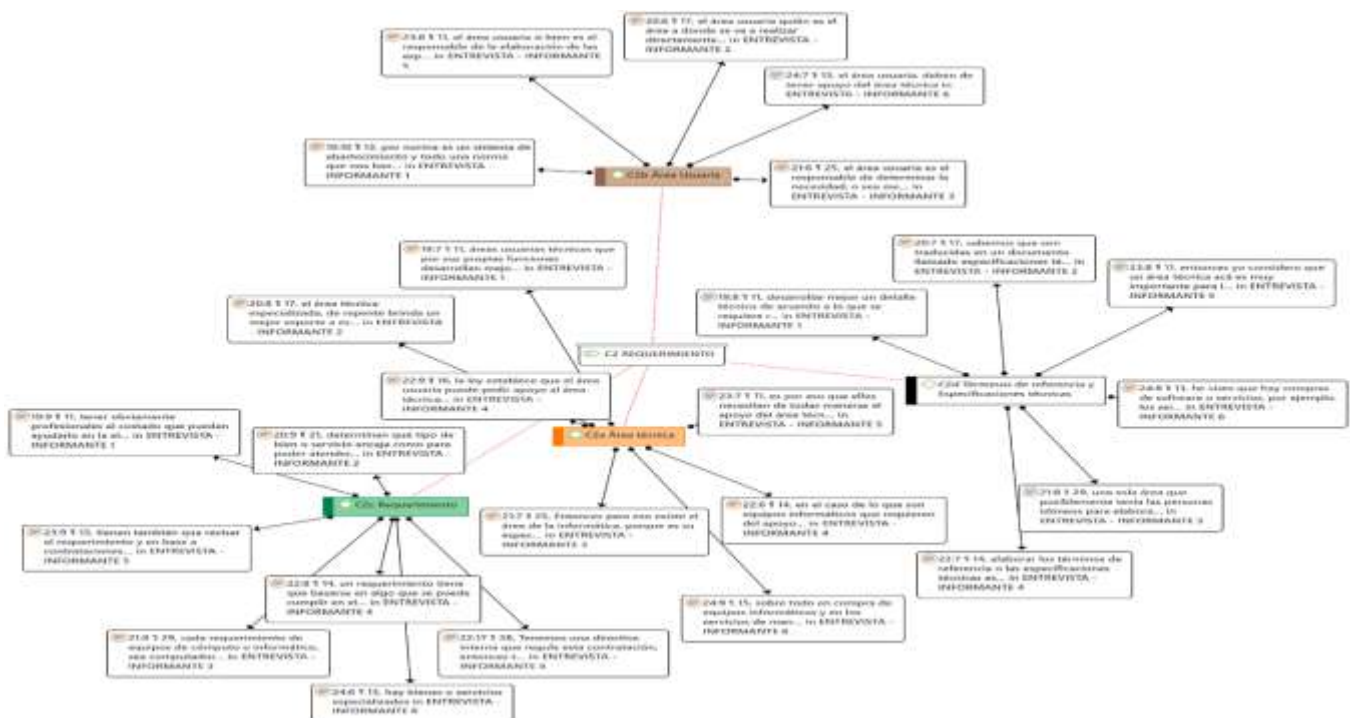 23:8 ¶ 11, el área usuaria o bien es el
responsable de la elaboración de las
esp... in ENTREVISTA - INFORMANTE
5
20:6 ¶ 17, el área usuaria quién es el
área a donde se va a realizar
directamente... in ENTREVISTA -
INFORMANTE 2
24:7 ¶ 13, el área usuaria, deben de
tener apoyo del área técnica in
ENTREVISTA - INFORMANTE 6
¶ 12, por norma es un sistema de
abastecimiento y todo una norma
que nos... in ENTREVISTA -
INFORMANTE 1
C2b Área Usuaria
21:6 ¶ 25, el área usuaria es el
responsable de determinar la
necesidad, o sea... in
ENTREVISTA - INFORMANTE 3
¶ 11, áreas usuarias técnicas que
por sus propias funciones
desarrollan mejo... in
ENTREVISTA - INFORMANTE 1
20:7 ¶ 17, sabemos que son
traducidas en un documento
llamado especificaciones té... in
ENTREVISTA - INFORMANTE 2
¶ 11, entonces yo considero que
un área técnica acá es muy
importante para l... in
ENTREVISTA - INFORMANTE 5
20:8 ¶ 17, el área técnica
especializada, de repente brinda un
mejor soporte a... in ENTREVISTA
- INFORMANTE 2
¶ 11, desarrollar mejor un detalle
técnico de acuerdo a lo que se
requiere... in ENTREVISTA -
INFORMANTE 1
C2 REQUERIMIENTO
22:9 ¶ 16, la ley establece que el área
usuaria puede pedir apoyo al área
técnica... in ENTREVISTA -
INFORMANTE 4
C2d Términos de referencia y
Especificaciones técnicas
23:7 ¶ 11, es por eso que ellos
necesitan de todas maneras el
apoyo del área técn... in
ENTREVISTA - INFORMANTE 5
24:8 ¶ 13, he visto que hay compras
de software o servicios, por ejemplo
los... in ENTREVISTA - INFORMANTE
6
19:9 ¶ 11, tener obviamente
profesionales al costado que puedan
ayudarlo en la el... in ENTREVISTA -
INFORMANTE 1
20:9 ¶ 21, determinan qué tipo de
bien o servicio encaja como para
poder atender... in ENTREVISTA -
INFORMANTE 2
C2a Área técnica
C2c Requerimiento
21:7 ¶ 25, Entonces para eso existe el
área de la informática, porque es su
espec... in ENTREVISTA -
INFORMANTE 3
22:6 ¶ 14, en el caso de lo que son
equipos informáticos que requieren
del apoyo... in ENTREVISTA -
INFORMANTE 4
21:8 ¶ 29, una sola área que
posiblemente tenía las personas
idóneas para elabora... in
ENTREVISTA - INFORMANTE 3
23:9 ¶ 13, tienen también que revisar
el requerimiento y en base a
contrataciones... in ENTREVISTA -
INFORMANTE 5
22:7 ¶ 14, elaborar los términos de
referencia o las especificaciones
técnicas es... in ENTREVISTA -
INFORMANTE 4
22:8 ¶ 14, un requerimiento tiene
que basarse en algo que se pueda
cumplir en el... in ENTREVISTA -
INFORMANTE 4
24:9 ¶ 15, sobre todo en compra de
equipos informáticos y en los
servicios de man... in ENTREVISTA -
INFORMANTE 6
21:9 ¶ 29, cada requerimiento de
equipos de cómputo o informática,
sea computador... in ENTREVISTA -
INFORMANTE 3
¶ 38, Tenemos una directiva
interna que regula esta contratación,
entonces... in ENTREVISTA -
INFORMANTE
24:6 ¶ 13, hay bienes o servicios
especializados in ENTREVISTA -
INFORMANTE 6